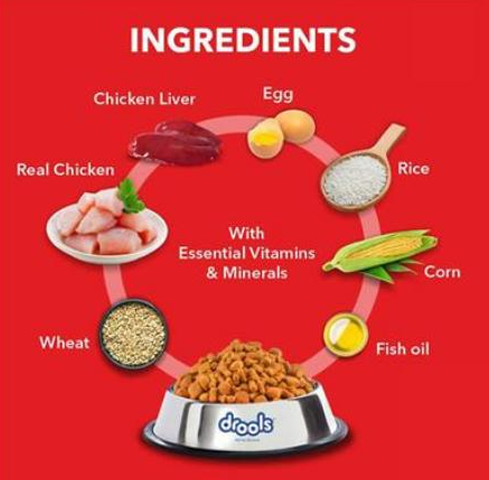 INGREDIENTS
Chicken Liver
Egg
Real Chicken
Rice
With
Essential Vitamins
& Minerals
Corn
Wheat
Fish oil
drools